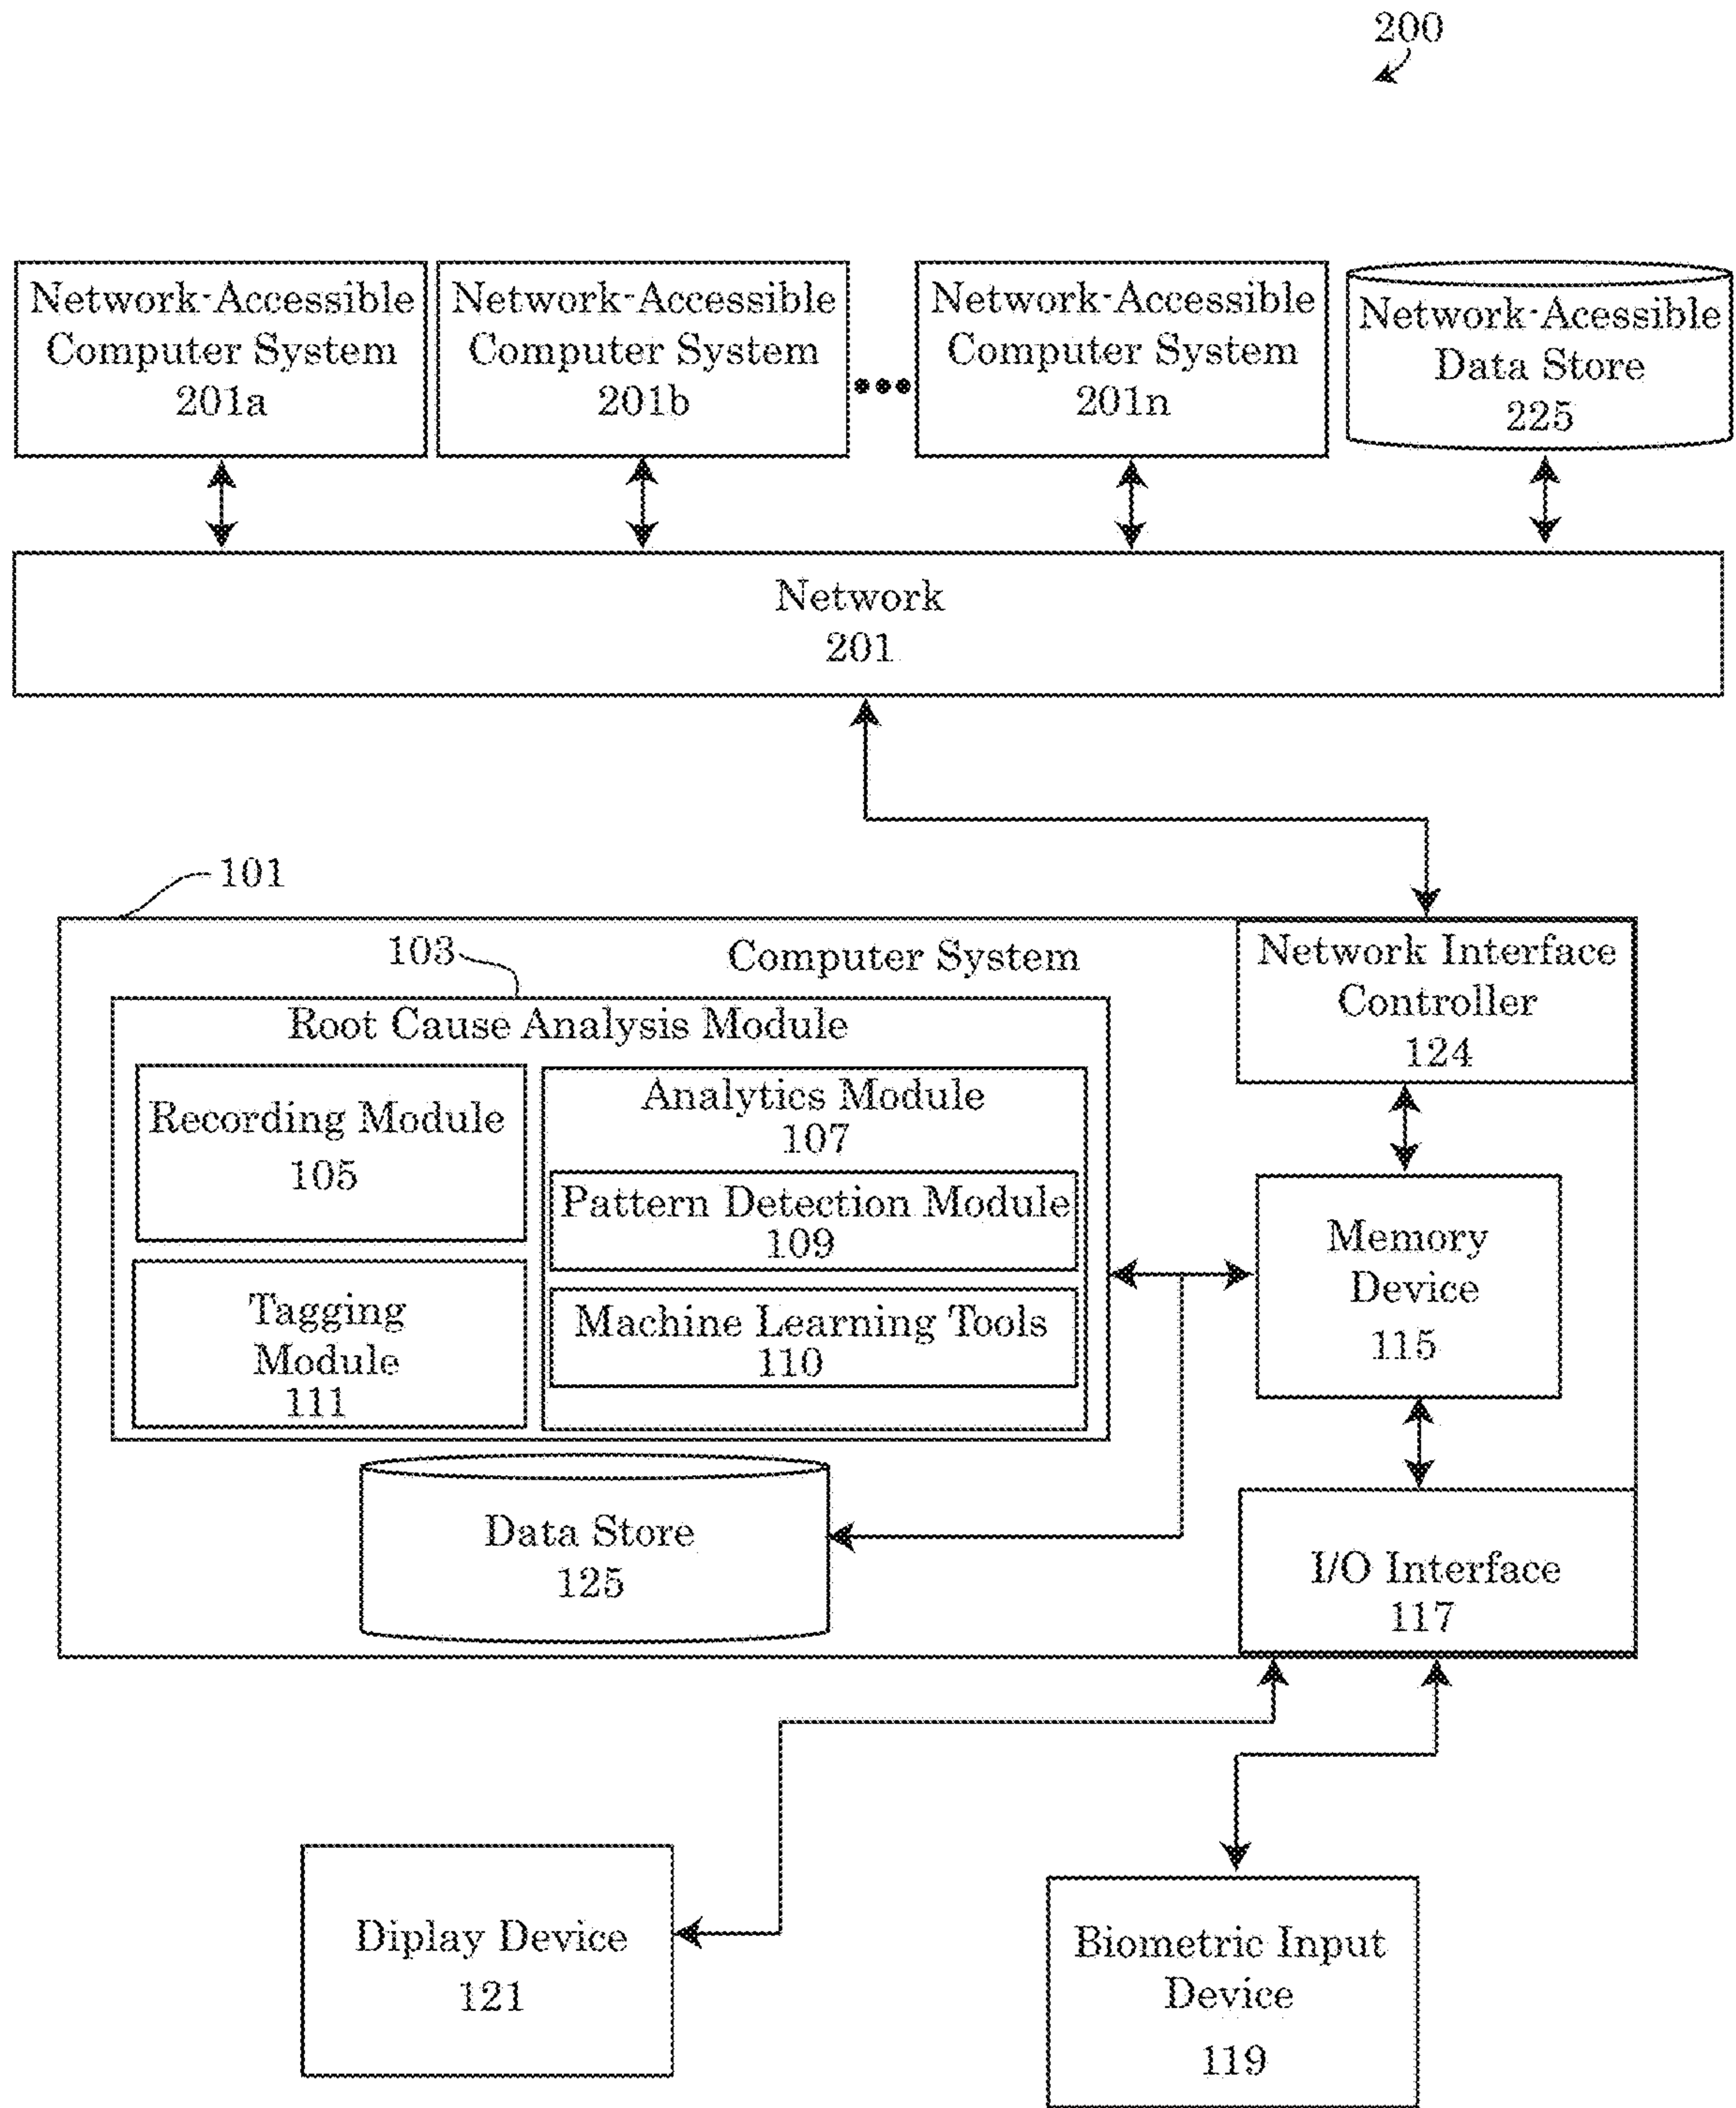 200
Network-Accessible
Computer System
201a
Network-Accessible
Computer System
201b
Network-Accessible
Computer System
201n
Network-Acessible
Data Store
225
Network
201
101
103
Computer System
Network Interface
Controller
124
Root Cause Analysis Module
Recording Module
105
Analytics Module
107
Pattern Detection Module
109
Machine Learning Tools
110
Tagging
Module
111
Memory
Device
115
Data Store
125
I/O Interface
117
Diplay Device
121
Biometric Input
Device
119